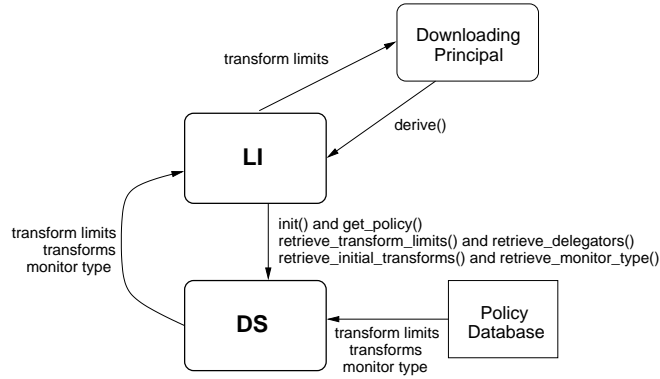 Downloading
Principal
transform limits
derive()
LI
init() and get_policy()
retrieve_transform_limits() and retrieve_delegators()
retrieve_initial_transforms() and retrieve_monitor_type()
transform limits
transforms
monitor type
DS
Policy
Database
transform limits
transforms
monitor type